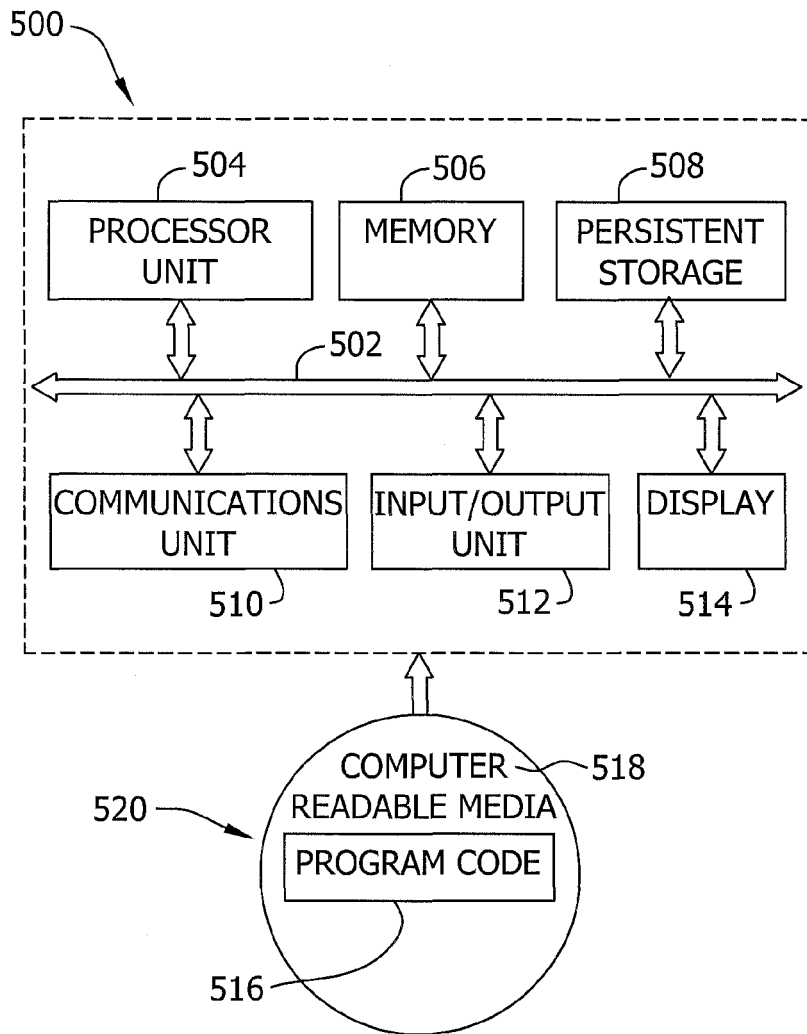 500
504
506
508
PROCESSOR
UNIT
MEMORY
PERSISTENT
STORAGE
502
COMMUNICATIONS
UNIT
INPUT/OUTPUT
UNIT
DISPLAY
510
512
514
COMPUTER
READABLE MEDIA
518
520
PROGRAM CODE
516